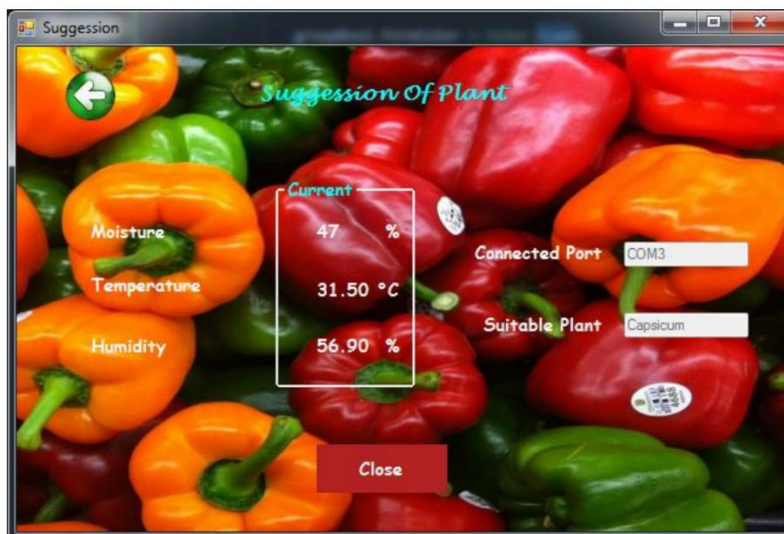 Suggession
Suggession Of Plant
Current
Moisture 47 %
Connected Port COM3
Temperature 31.50 °C
Suitable Plant Capsicum
Humidity 56.90 %
Close